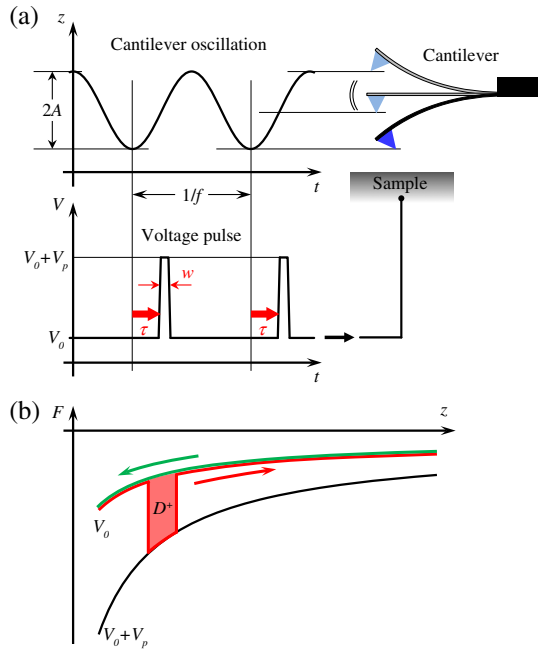 (a)
z
Cantilever oscillation
Cantilever
2A
t
1/f
Sample
V
Voltage pulse
V₀+Vₚ
w
τ
τ
V₀
t
(b)
F
z
D⁺
V₀
V₀+Vₚ